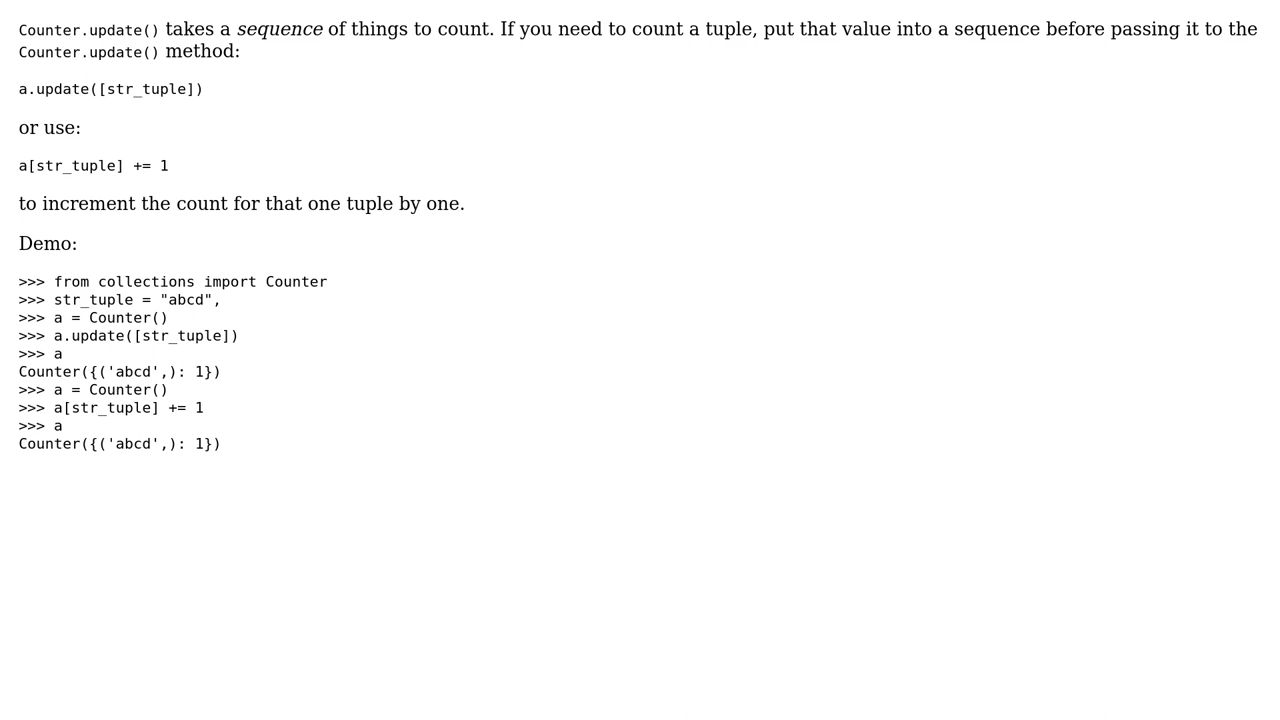 Counter.update() takes a sequence of things to count. If you need to count a tuple, put that value into a sequence before passing it to the
Counter.update() method:
a.update([str_tuple])
or use:
a[str_tuple] += 1
to increment the count for that one tuple by one.
Demo:
>>> from collections import Counter
>>> str_tuple = "abcd",
>>> a = Counter()
>>> a.update([str_tuple])
>>> a
Counter({('abcd',): 1})
>>> a = Counter()
>>> a[str_tuple] += 1
>>> a
Counter({('abcd',): 1})